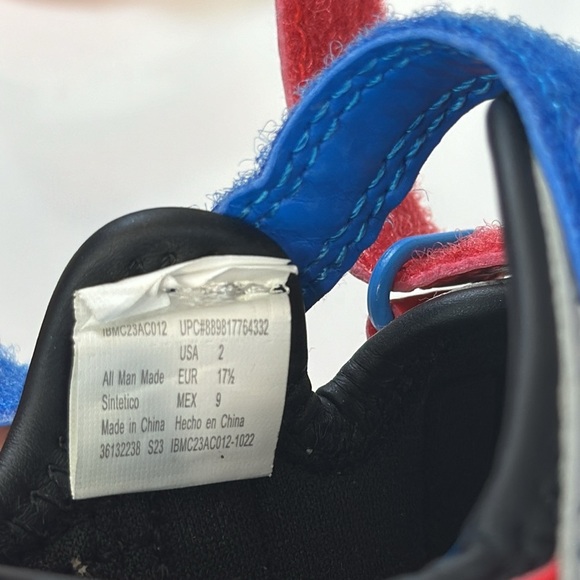 IBMC23AC012 UPC#889817764332
USA 2
All Man Made EUR 17½
Sintetico MEX 9
Made in China Hecho en China
36132238 S23 IBMC23AC012-1022